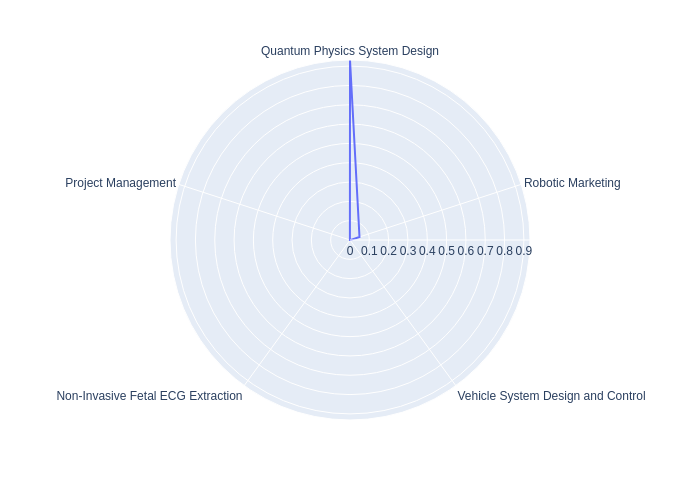 Quantum Physics System Design
Project Management
Robotic Marketing
0 0.1 0.2 0.3 0.4 0.5 0.6 0.7 0.8 0.9
Non-Invasive Fetal ECG Extraction
Vehicle System Design and Control